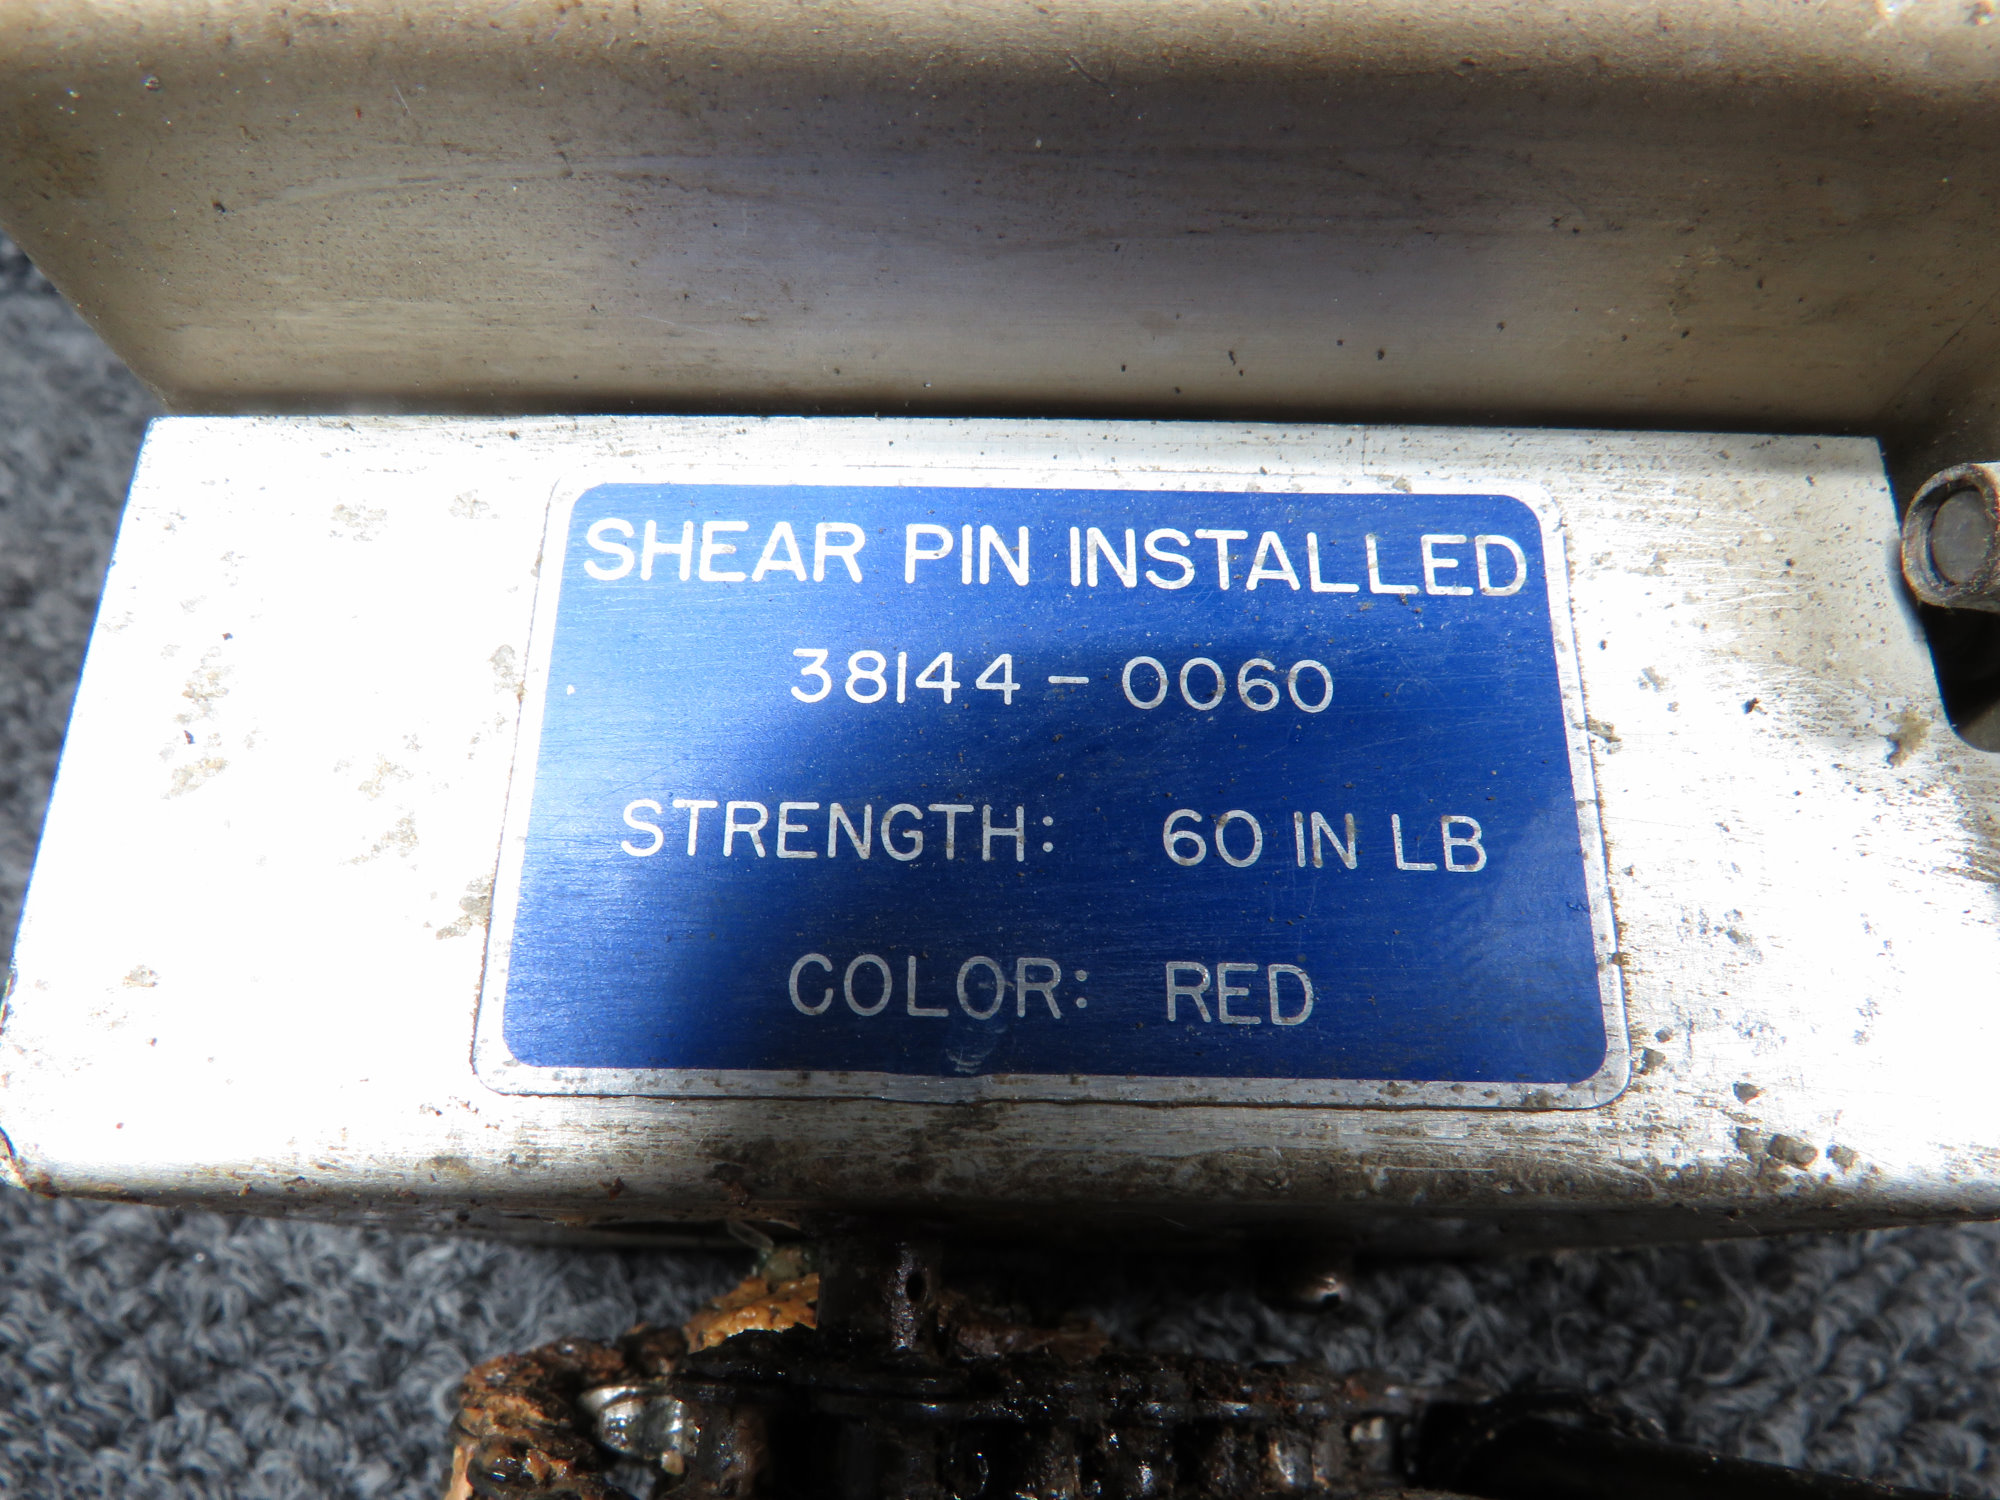 SHEAR PIN INSTALLED
38144-0060
STRENGTH: 60 IN LB
COLOR: RED